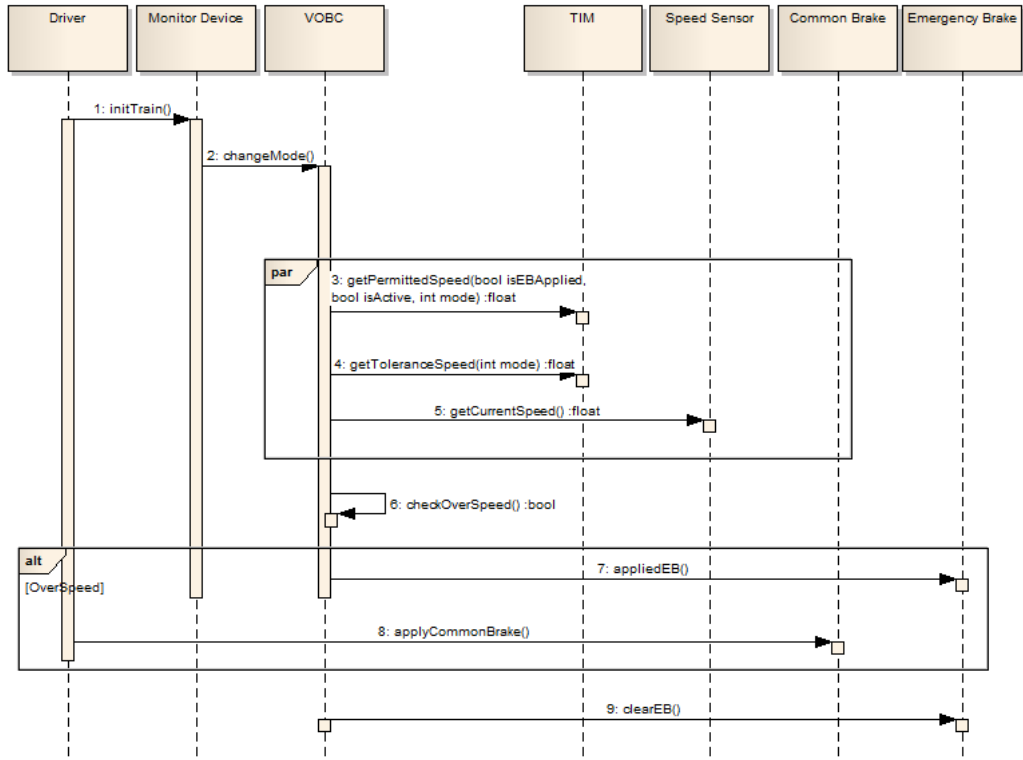 Driver
Monitor Device
VOBC
TIM
Speed Sensor
Common Brake
Emergency Brake
1: initTrain()
2: changeMode()
par
3: getPermittedSpeed(bool isEBApplied,
bool isActive, int mode) :float
4: getToleranceSpeed(int mode) :float
5: getCurrentSpeed() :float
6: checkOverSpeed() :bool
alt
[OverSpeed]
7: appliedEB()
8: applyCommonBrake()
9: clearEB()